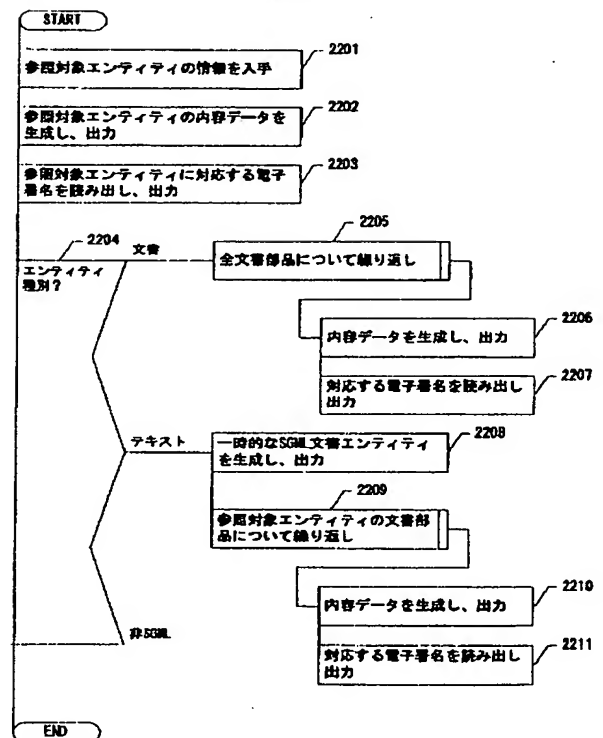 START
2201
参照対象エンティティの情報を入手
2202
参照対象エンティティの内容データを
生成し、出力
2203
参照対象エンティティに対応する電子
署名を読み出し、出力
2204
エンティティ
種別?
文書
2205
全文書部品について繰り返し
2206
内容データを生成し、出力
2207
対応する電子署名を読み出し
出力
テキスト
2208
一時的なSGML文書エンティティ
を生成し、出力
2209
参照対象エンティティの文書部
品について繰り返し
2210
内容データを生成し、出力
2211
対応する電子署名を読み出し
出力
非SGML
END